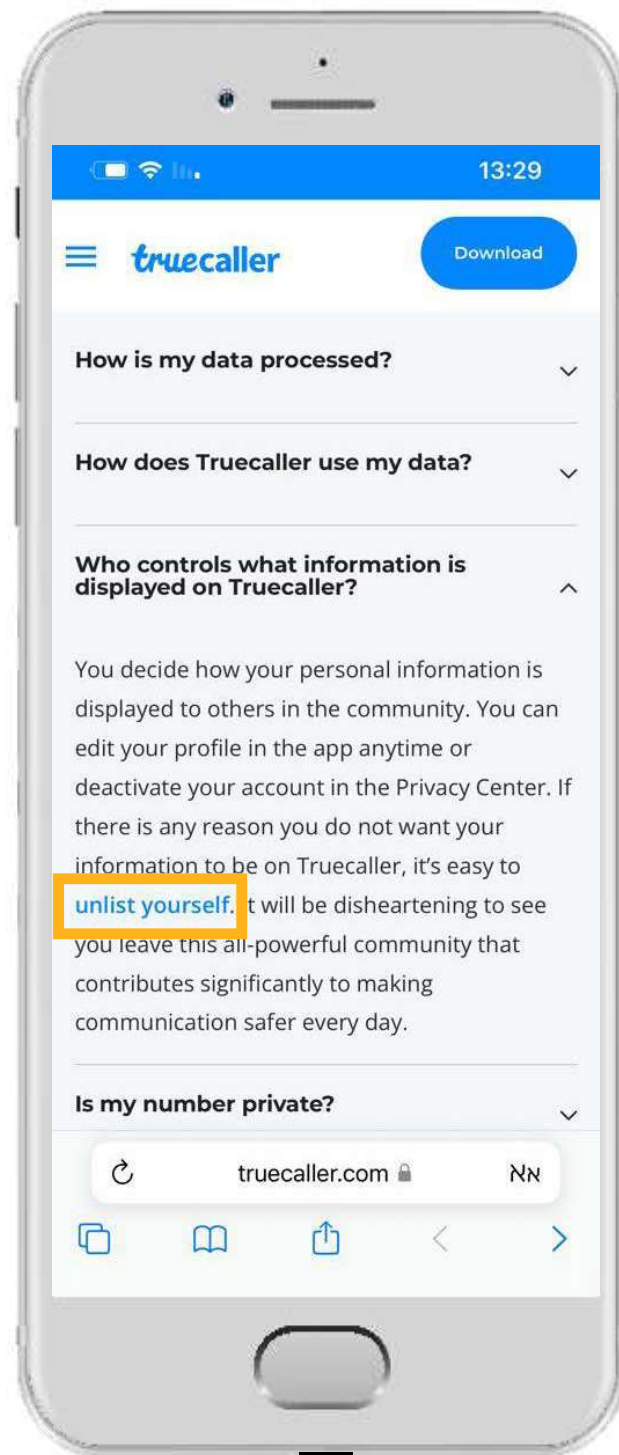 13:29
truecaller
Download
How is my data processed?
How does Truecaller use my data?
Who controls what information is
displayed on Truecaller?
You decide how your personal information is
displayed to others in the community. You can
edit your profile in the app anytime or
deactivate your account in the Privacy Center. If
there is any reason you do not want your
information to be on Truecaller, it’s easy to
unlist yourself. t will be disheartening to see
you leave this all-powerful community that
contributes significantly to making
communication safer every day.
Is my number private?
truecaller.com
אא